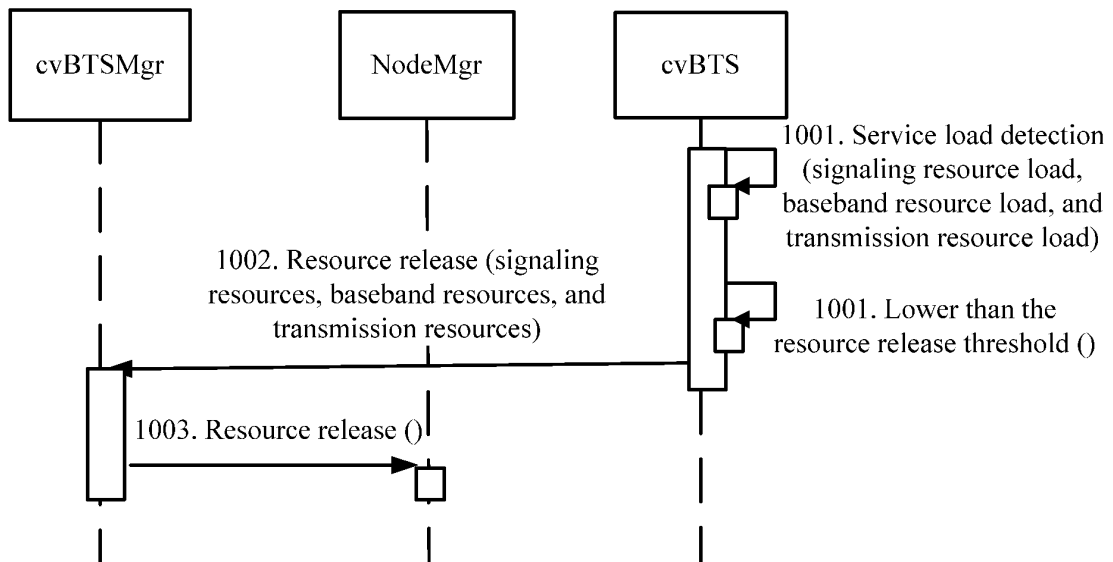 cvBTSMgr
NodeMgr
cvBTS
1001. Service load detection
(signaling resource load,
baseband resource load, and
transmission resource load)
1002. Resource release (signaling
resources, baseband resources, and
transmission resources)
1001. Lower than the
resource release threshold ()
1003. Resource release ()